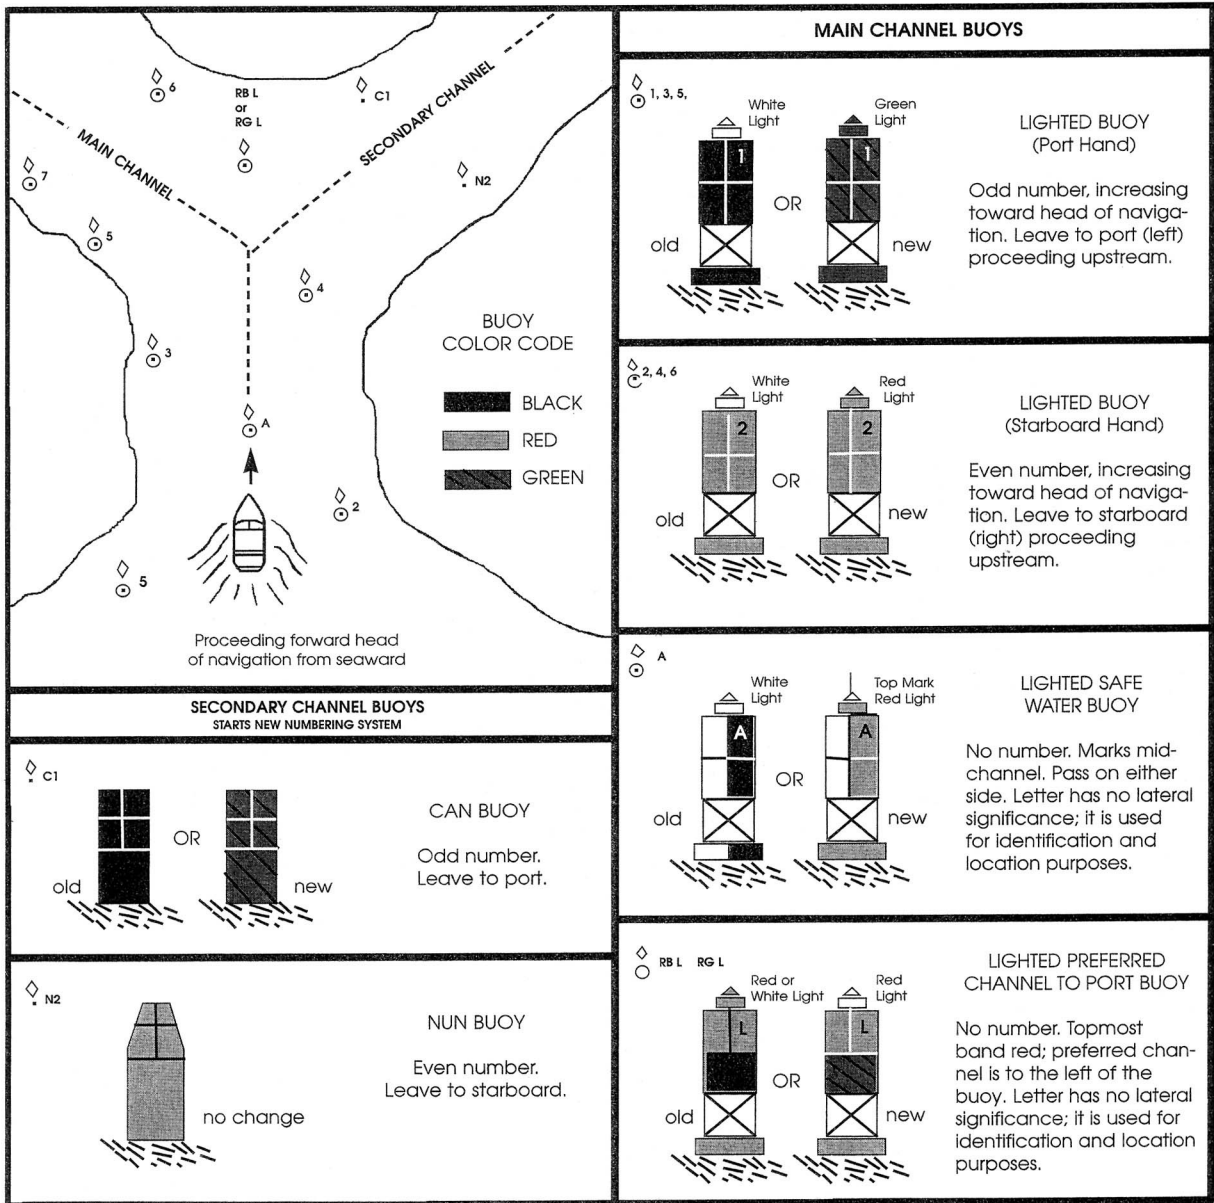 6
RB L
or
RG L
C1
MAIN CHANNEL
SECONDARY CHANNEL
7
N2
5
4
3
BUOY
COLOR CODE
BLACK
RED
GREEN
A
2
5
Proceeding forward head
of navigation from seaward
SECONDARY CHANNEL BUOYS
STARTS NEW NUMBERING SYSTEM
C1
OR
old
new
CAN BUOY
Odd number.
Leave to port.
N2
no change
NUN BUOY
Even number.
Leave to starboard.
MAIN CHANNEL BUOYS
1, 3, 5,
White
Light
Green
Light
1
1
OR
old
new
LIGHTED BUOY
(Port Hand)
Odd number, increasing
toward head of naviga-
tion. Leave to port (left)
proceeding upstream.
2, 4, 6
White
Light
Red
Light
2
2
OR
old
new
LIGHTED BUOY
(Starboard Hand)
Even number, increasing
toward head of naviga-
tion. Leave to starboard
(right) proceeding
upstream.
A
White
Light
Top Mark
Red Light
A
A
OR
old
new
LIGHTED SAFE
WATER BUOY
No number. Marks mid-
channel. Pass on either
side. Letter has no lateral
significance; it is used
for identification and
location purposes.
RB L RG L
Red or
White Light
Red
Light
L
L
OR
old
new
LIGHTED PREFERRED
CHANNEL TO PORT BUOY
No number. Topmost
band red; preferred chan-
nel is to the left of the
buoy. Letter has no lateral
significance; it is used for
identification and location
purposes.